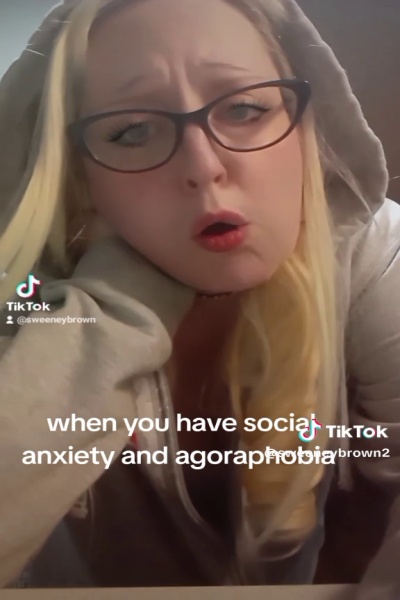 TikTok
@sweeneybrown
when you have social
anxiety and agoraphobia
TikTok
@sweeneybrown2